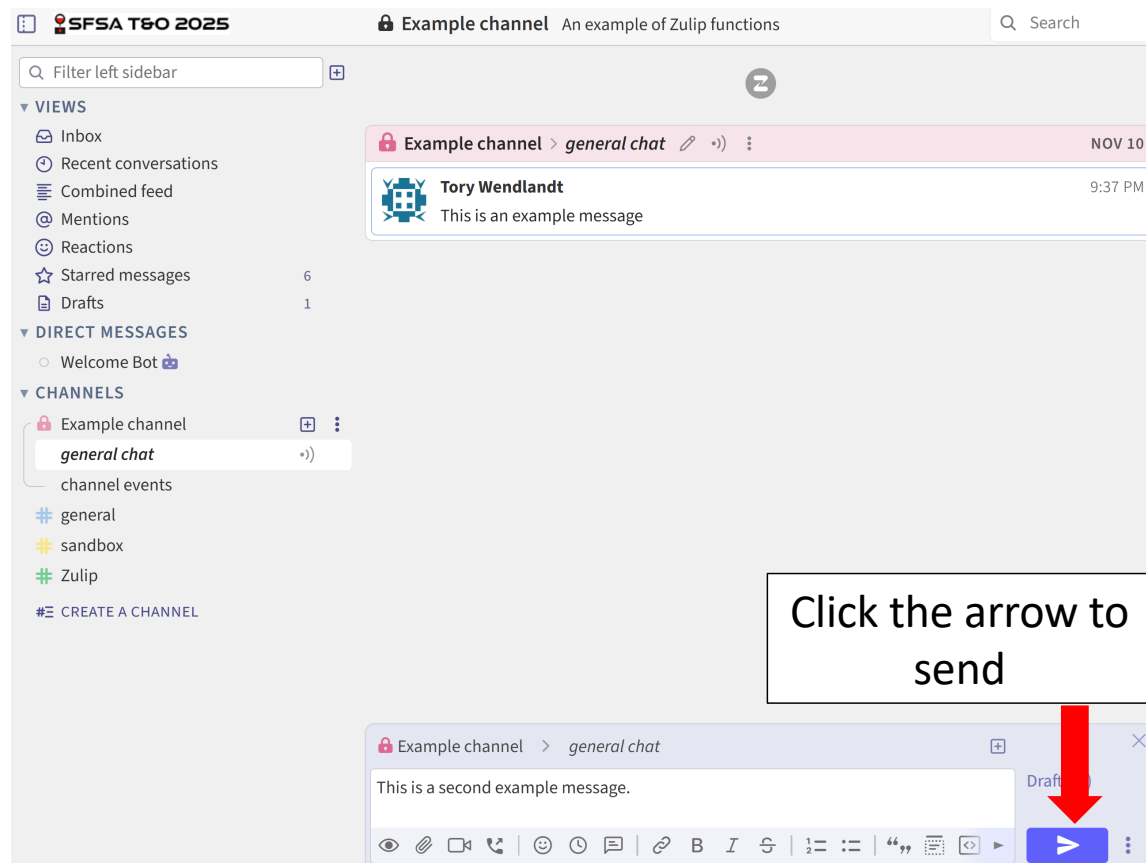 SFSA T&O 2025
Example channel An example of Zulip functions
Search
Filter left sidebar
VIEWS
Inbox
Recent conversations
Combined feed
Mentions
Reactions
Starred messages 6
Drafts 1
DIRECT MESSAGES
Welcome Bot
CHANNELS
Example channel
general chat
channel events
general
sandbox
Zulip
CREATE A CHANNEL
Example channel > general chat NOV 10
Tory Wendlandt 9:37 PM
This is an example message
Click the arrow to
send
Example channel > general chat
This is a second example message.